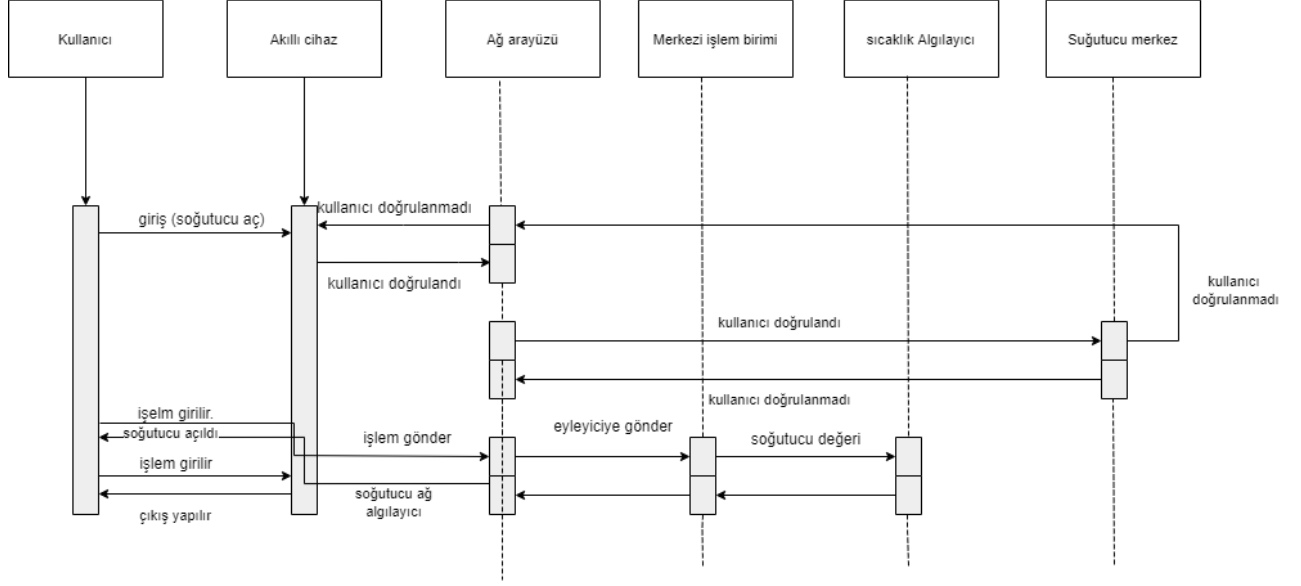 Kullanıcı
Akıllı cihaz
Ağ arayüzü
Merkezi işlem birimi
sıcaklık Algılayıcı
Suğutucu merkez
giriş (soğutucu aç)
kullanıcı doğrulanmadı
kullanıcı doğrulandı
kullanıcı
doğrulanmadı
kullanıcı doğrulandı
kullanıcı doğrulanmadı
işelm girilir.
soğutucu açıldı
işlem gönder
eyleyiciye gönder
soğutucu değeri
işlem girilir
soğutucu ağ
algılayıcı
çıkış yapılır